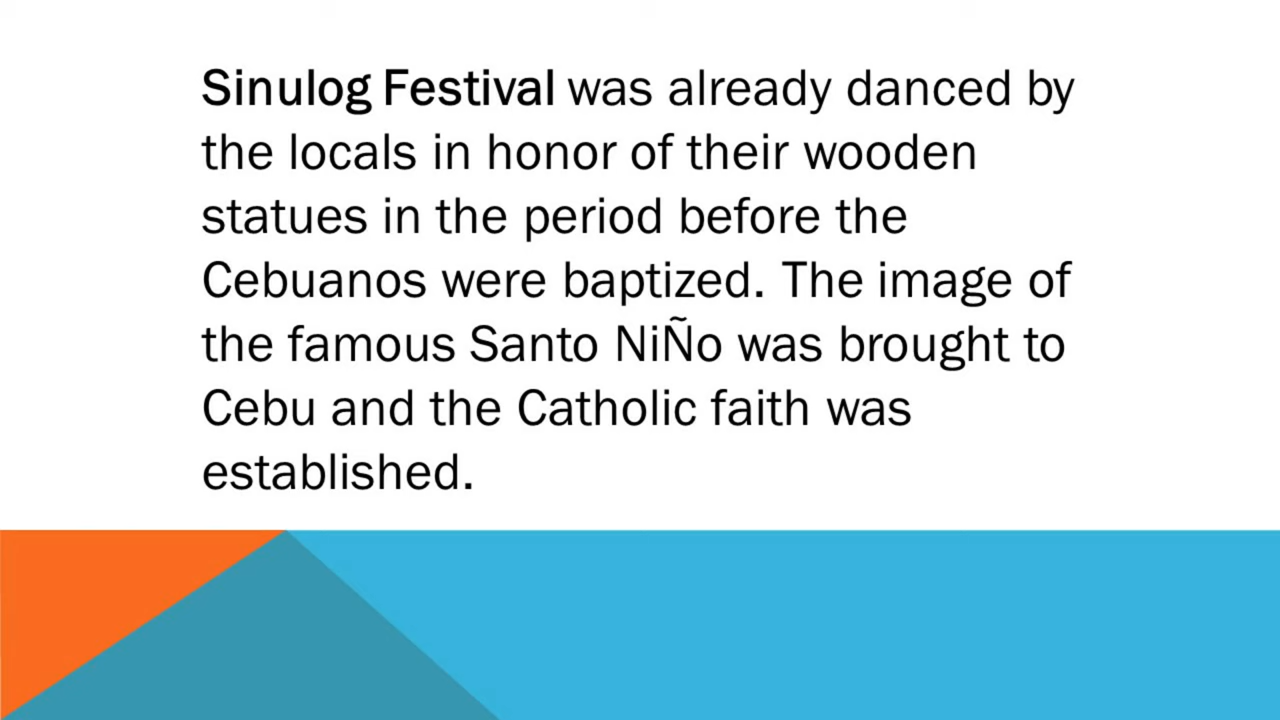 Sinulog Festival was already danced by
the locals in honor of their wooden
statues in the period before the
Cebuanos were baptized. The image of
the famous Santo NiÑo was brought to
Cebu and the Catholic faith was
established.